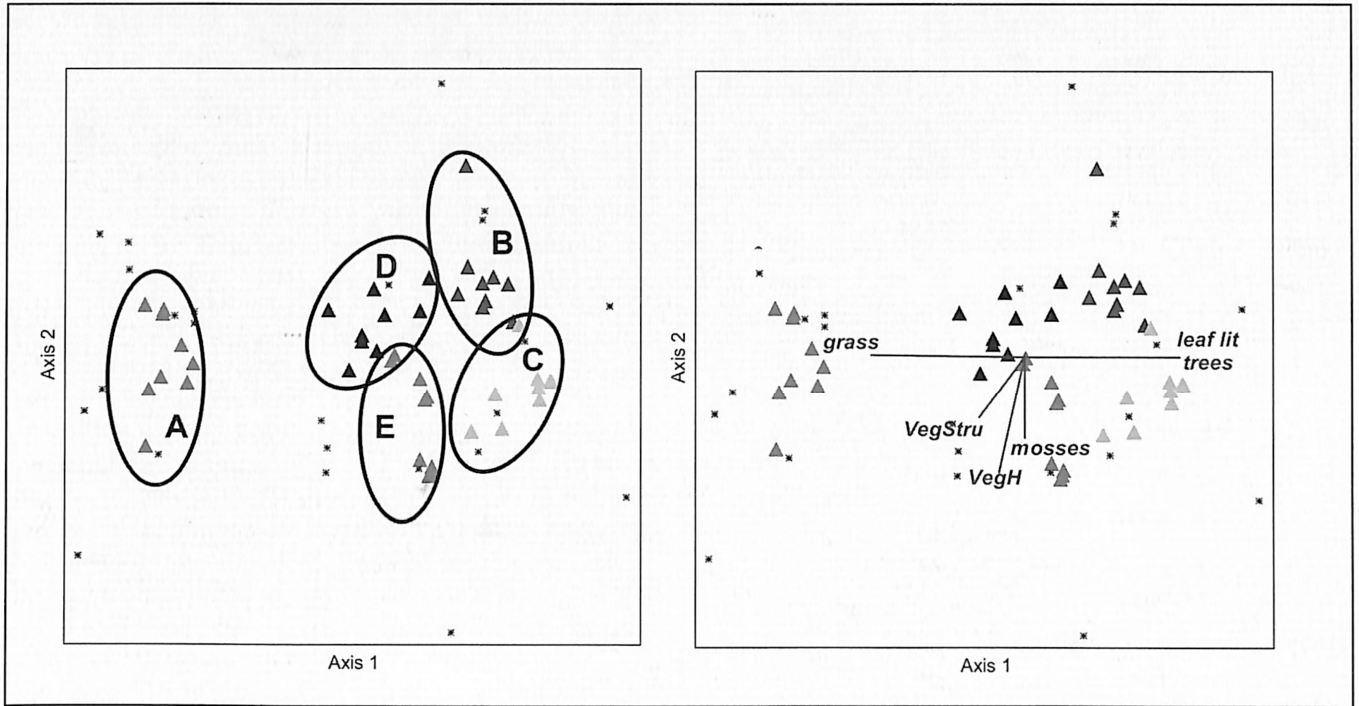 B
D
C
E
A
Axis 2
Axis 1
grass
leaf lit
trees
VegStru
mosses
VegH
Axis 2
Axis 1